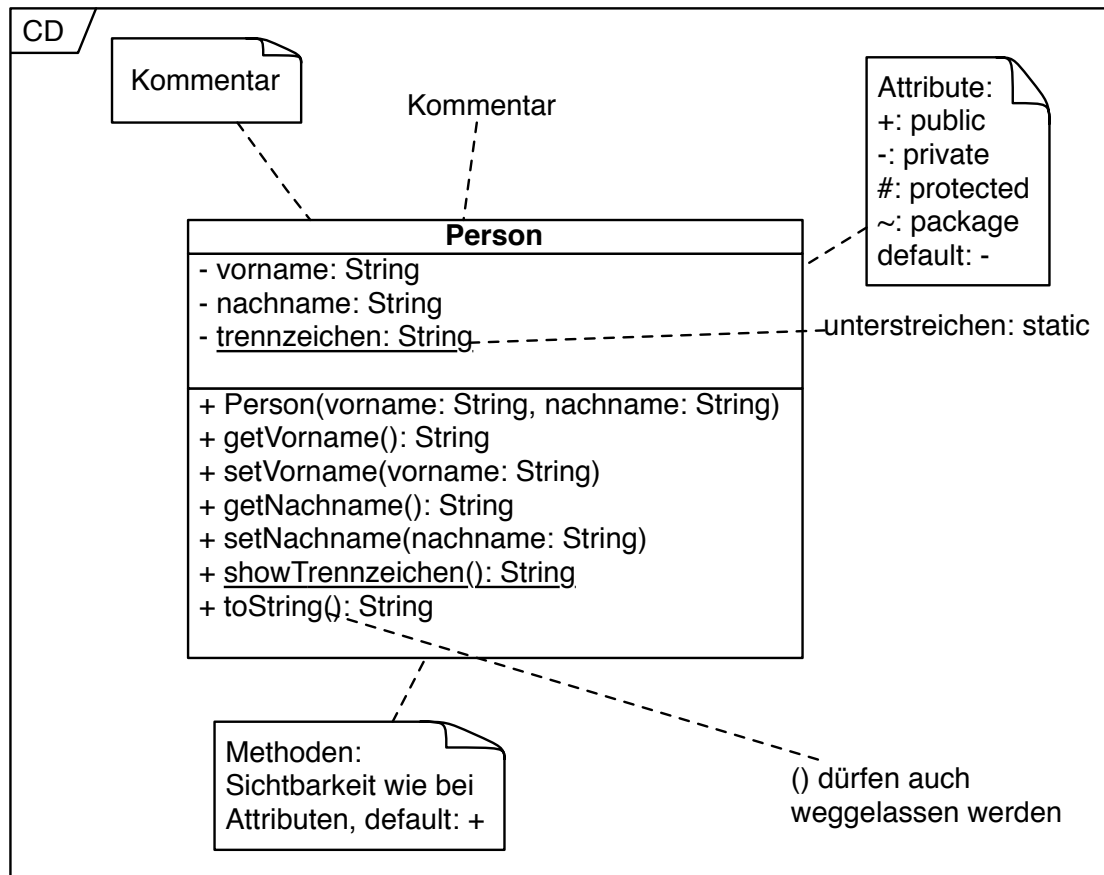 CD
Kommentar
Kommentar
Attribute:
+: public
-: private
#: protected
~: package
default: -
Person
- vorname: String
- nachname: String
- trennzeichen: String
unterstreichen: static
+ Person(vorname: String, nachname: String)
+ getVorname(): String
+ setVorname(vorname: String)
+ getNachname(): String
+ setNachname(nachname: String)
+ showTrennzeichen(): String
+ toString(): String
Methoden:
Sichtbarkeit wie bei
Attributen, default: +
() dürfen auch
weggelassen werden